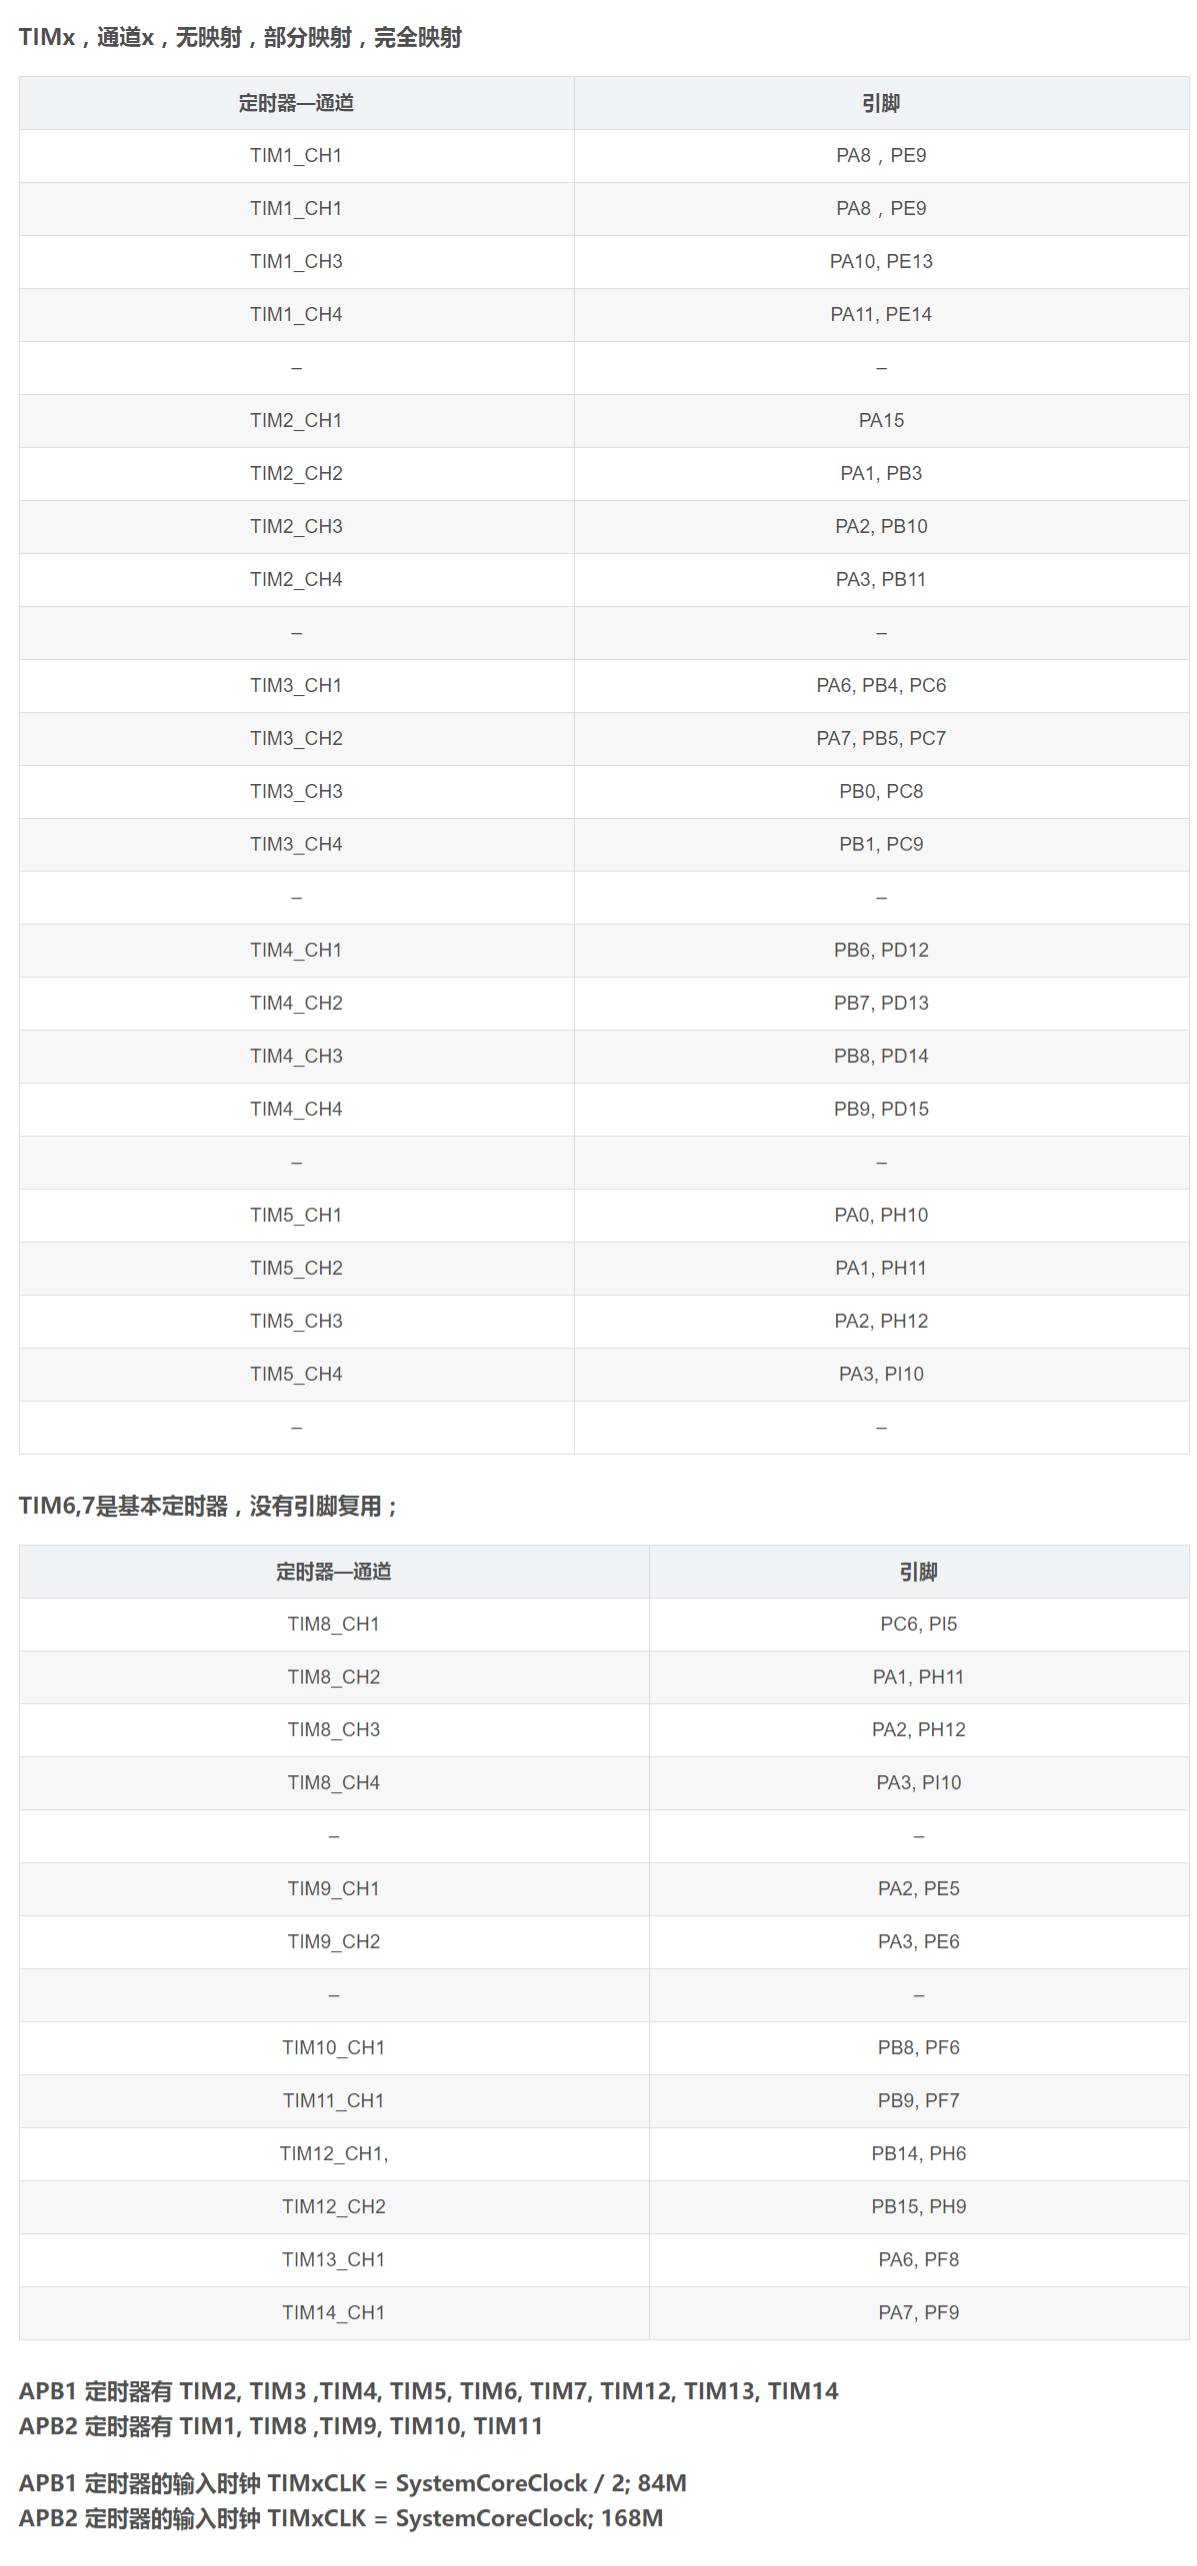 TIMx，通道x，无映射，部分映射，完全映射
定时器—通道 引脚
TIM1_CH1 PA8，PE9
TIM1_CH1 PA8，PE9
TIM1_CH3 PA10, PE13
TIM1_CH4 PA11, PE14
– –
TIM2_CH1 PA15
TIM2_CH2 PA1, PB3
TIM2_CH3 PA2, PB10
TIM2_CH4 PA3, PB11
– –
TIM3_CH1 PA6, PB4, PC6
TIM3_CH2 PA7, PB5, PC7
TIM3_CH3 PB0, PC8
TIM3_CH4 PB1, PC9
– –
TIM4_CH1 PB6, PD12
TIM4_CH2 PB7, PD13
TIM4_CH3 PB8, PD14
TIM4_CH4 PB9, PD15
– –
TIM5_CH1 PA0, PH10
TIM5_CH2 PA1, PH11
TIM5_CH3 PA2, PH12
TIM5_CH4 PA3, PI10
– –
TIM6,7是基本定时器，没有引脚复用；
定时器—通道 引脚
TIM8_CH1 PC6, PI5
TIM8_CH2 PA1, PH11
TIM8_CH3 PA2, PH12
TIM8_CH4 PA3, PI10
– –
TIM9_CH1 PA2, PE5
TIM9_CH2 PA3, PE6
– –
TIM10_CH1 PB8, PF6
TIM11_CH1 PB9, PF7
TIM12_CH1, PB14, PH6
TIM12_CH2 PB15, PH9
TIM13_CH1 PA6, PF8
TIM14_CH1 PA7, PF9
APB1 定时器有 TIM2, TIM3 ,TIM4, TIM5, TIM6, TIM7, TIM12, TIM13, TIM14
APB2 定时器有 TIM1, TIM8 ,TIM9, TIM10, TIM11
APB1 定时器的输入时钟 TIMxCLK = SystemCoreClock / 2; 84M
APB2 定时器的输入时钟 TIMxCLK = SystemCoreClock; 168M